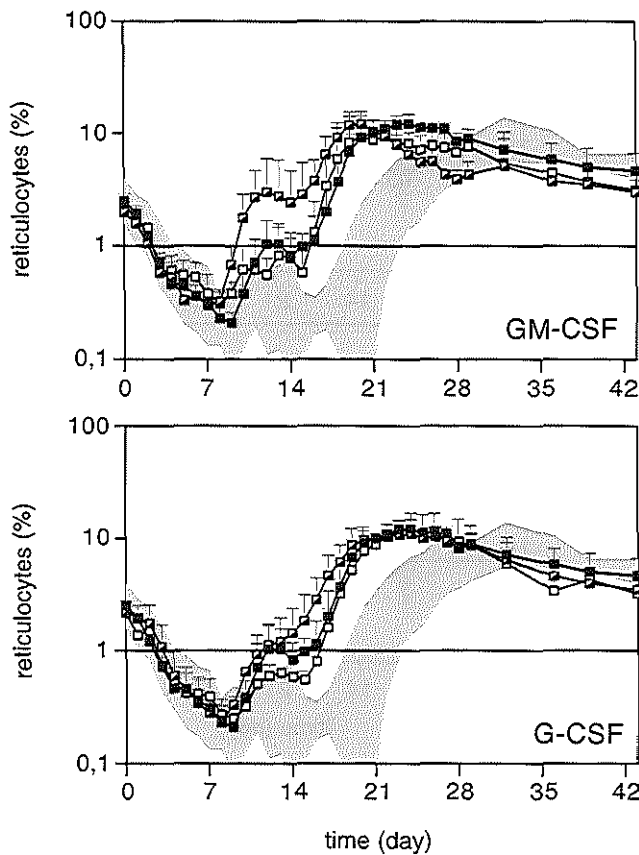 reticulocytes (%)
100
10
1
0,1
GM-CSF
0 7 14 21 28 35 42
reticulocytes (%)
100
10
1
0,1
G-CSF
0 7 14 21 28 35 42
time (day)